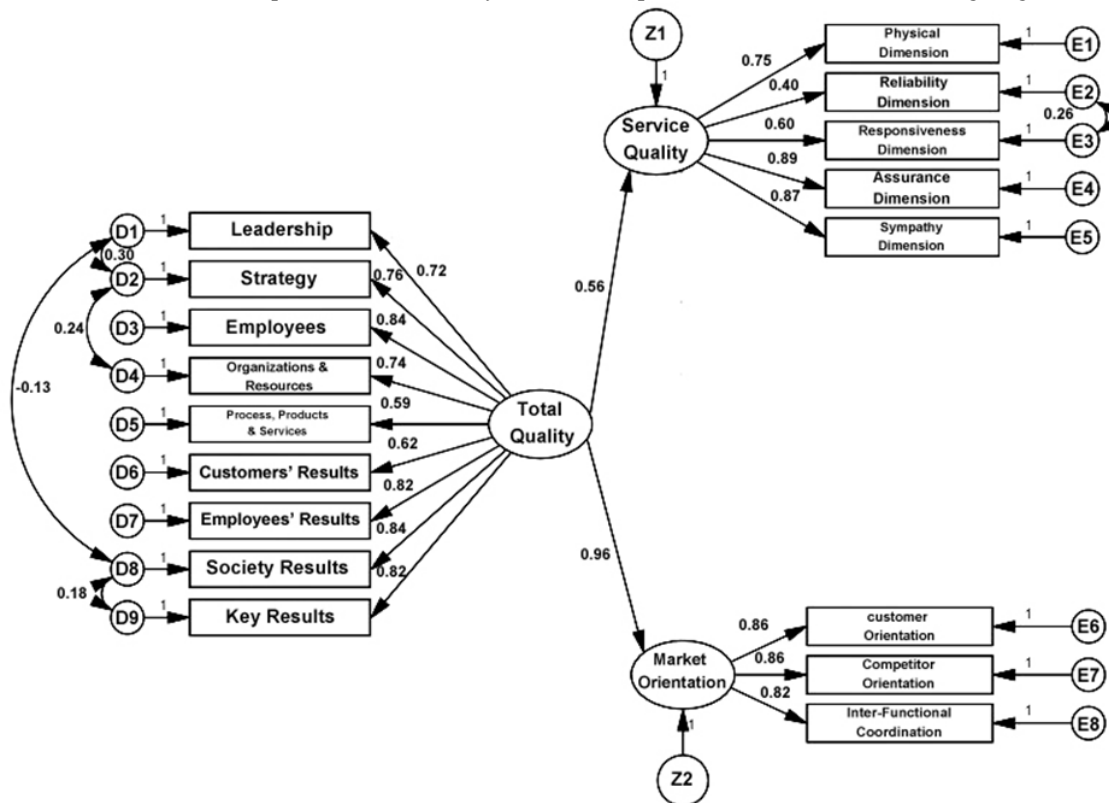 Z1
1
Service
Quality
0.75
0.40
0.60
0.89
0.87
Physical
Dimension
1
E1
Reliability
Dimension
1
E2
0.26
Responsiveness
Dimension
1
E3
Assurance
Dimension
1
E4
Sympathy
Dimension
1
E5
D1
1
Leadership
0.72
0.30
D2
1
Strategy
0.76
D3
1
Employees
0.84
0.24
D4
1
Organizations &
Resources
0.74
-0.13
D5
1
Process, Products
& Services
0.59
D6
1
Customers' Results
0.62
D7
1
Employees' Results
0.82
D8
1
Society Results
0.84
0.18
D9
1
Key Results
0.82
Total
Quality
0.56
0.96
Market
Orientation
1
Z2
0.86
0.86
0.82
customer
Orientation
1
E6
Competitor
Orientation
1
E7
Inter-Functional
Coordination
1
E8